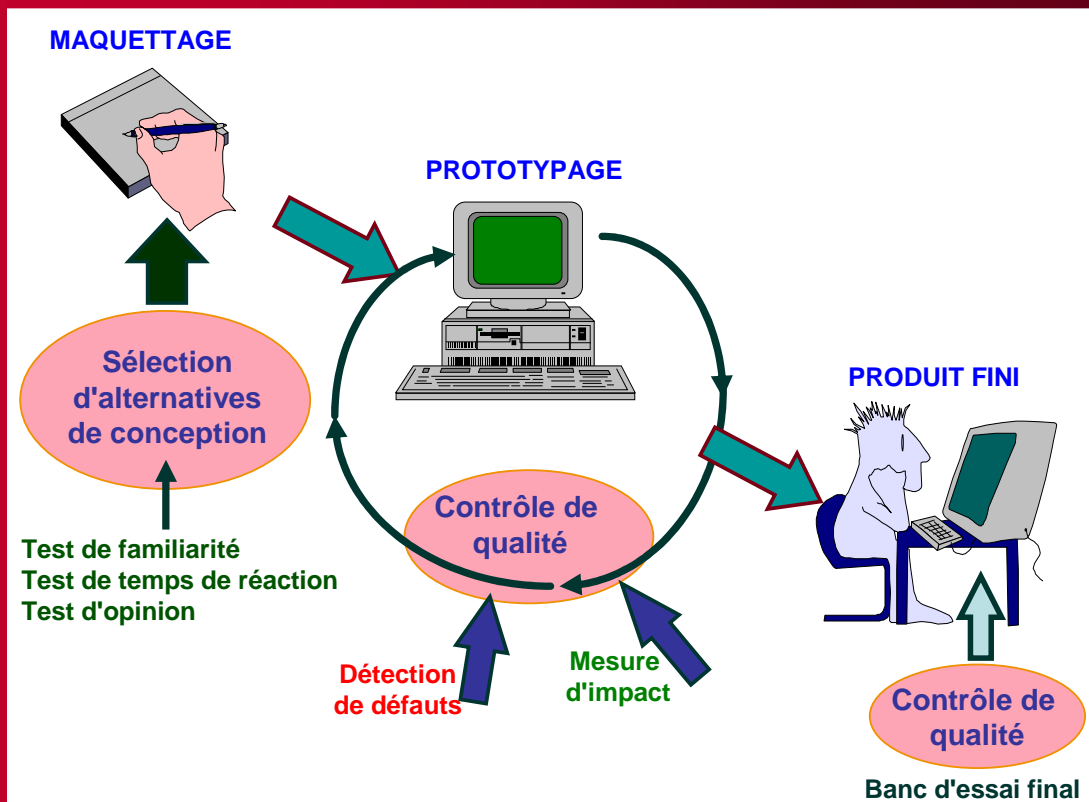 MAQUETTAGE
PROTOTYPAGE
Sélection
d'alternatives
de conception
PRODUIT FINI
Contrôle de
qualité
Test de familiarité
Test de temps de réaction
Test d'opinion
Détection
de défauts
Mesure
d'impact
Contrôle de
qualité
Banc d'essai final